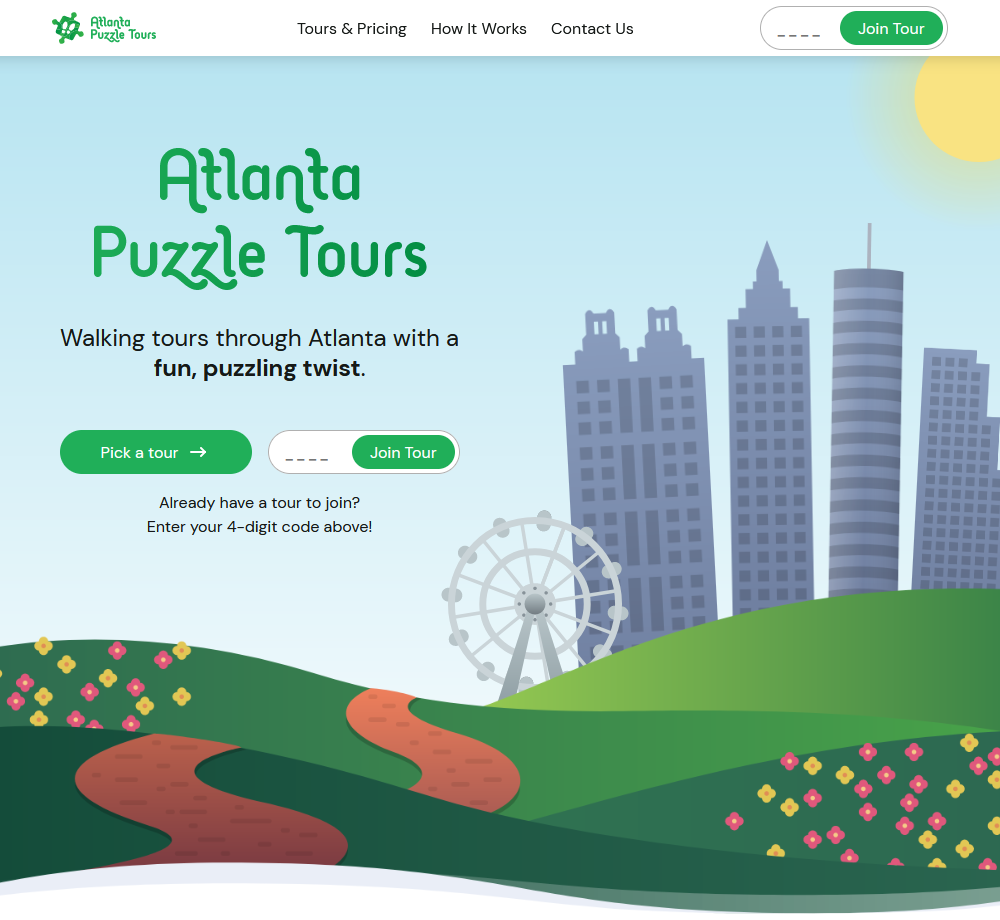 Atlanta
Puzzle Tours
Tours & Pricing
How It Works
Contact Us
_ _ _ _
Join Tour
Atlanta
Puzzle Tours
Walking tours through Atlanta with a
fun, puzzling twist.
Pick a tour →
_ _ _ _
Join Tour
Already have a tour to join?
Enter your 4-digit code above!